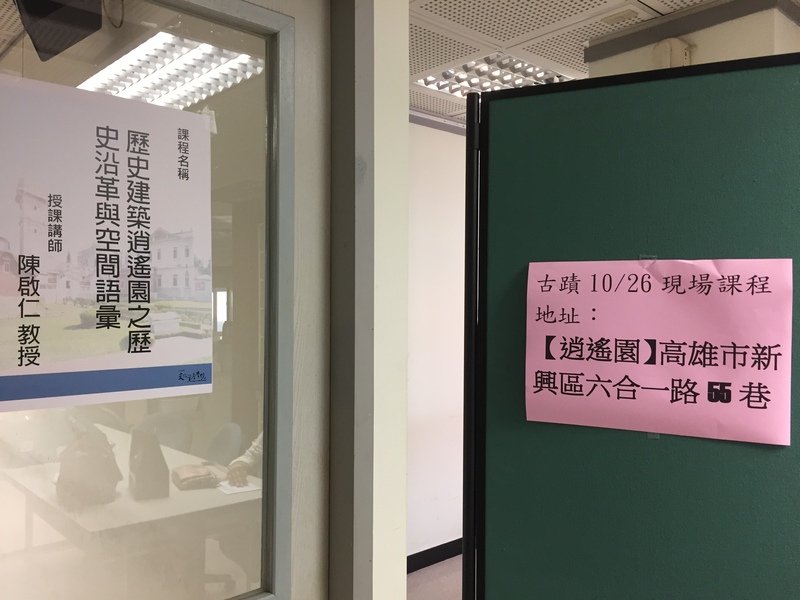 課程名稱
歷史建築逍遙園之歷
史沿革與空間語彙
授課講師
陳啟仁 教授
古蹟 10/26 現場課程
地址：
【逍遙園】高雄市新
興區六合一路 55 巷